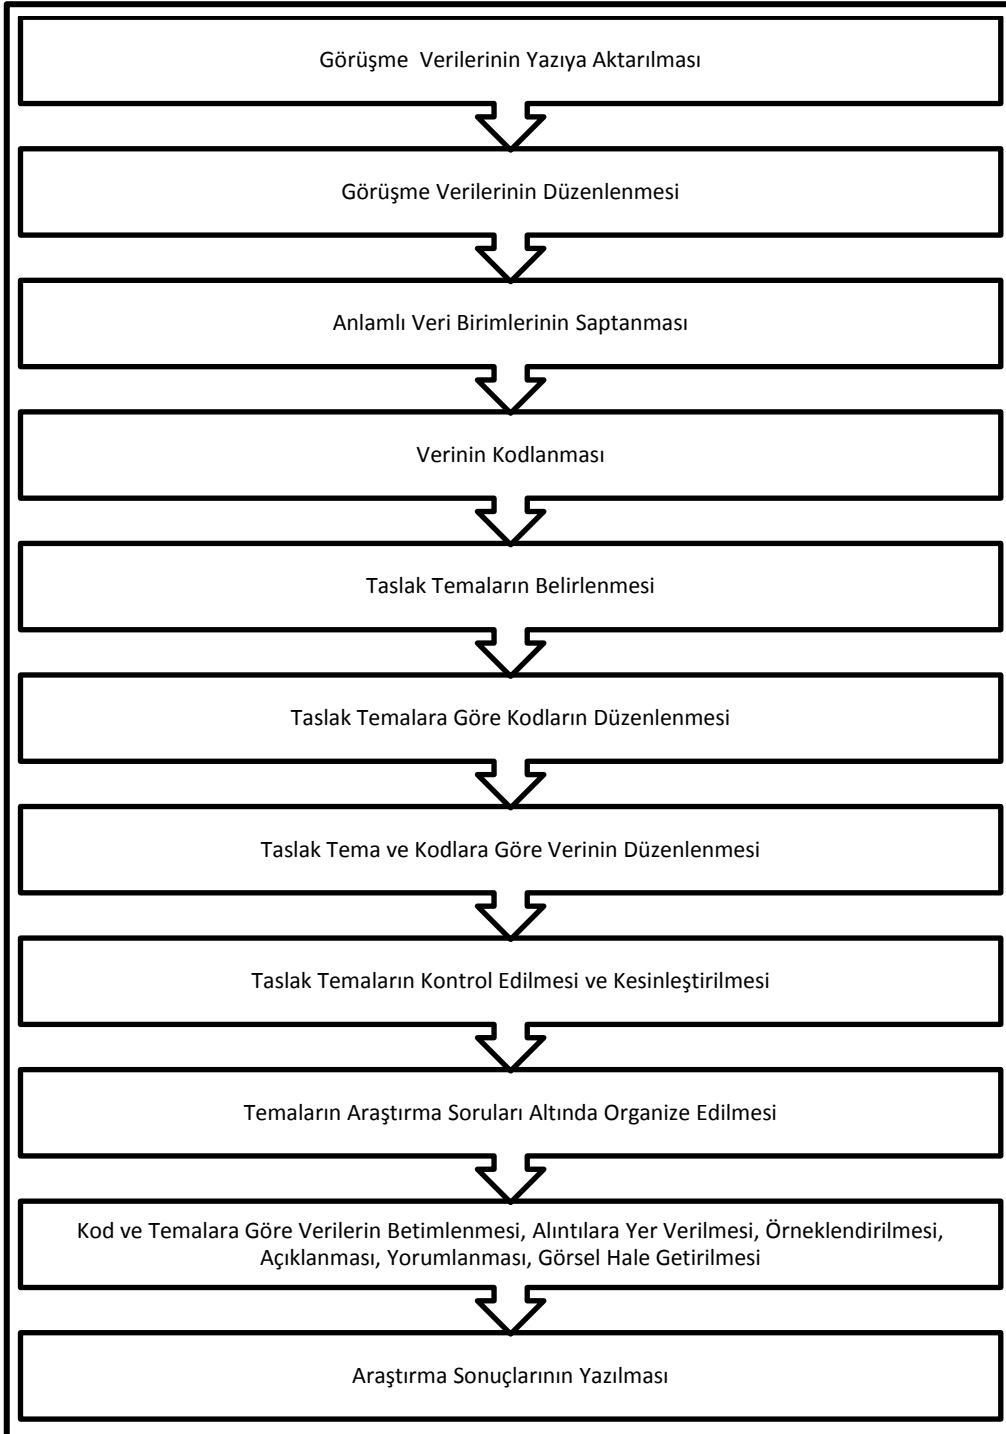 Görüşme  Verilerinin Yazıya Aktarılması
Görüşme Verilerinin Düzenlenmesi
Anlamlı Veri Birimlerinin Saptanması
Verinin Kodlanması
Taslak Temaların Belirlenmesi
Taslak Temalara Göre Kodların Düzenlenmesi
Taslak Tema ve Kodlara Göre Verinin Düzenlenmesi
Taslak Temaların Kontrol Edilmesi ve Kesinleştirilmesi
Temaların Araştırma Soruları Altında Organize Edilmesi
Kod ve Temalara Göre Verilerin Betimlenmesi, Alıntılara Yer Verilmesi, Örneklendirilmesi,
Açıklanması, Yorumlanması, Görsel Hale Getirilmesi
Araştırma Sonuçlarının Yazılması